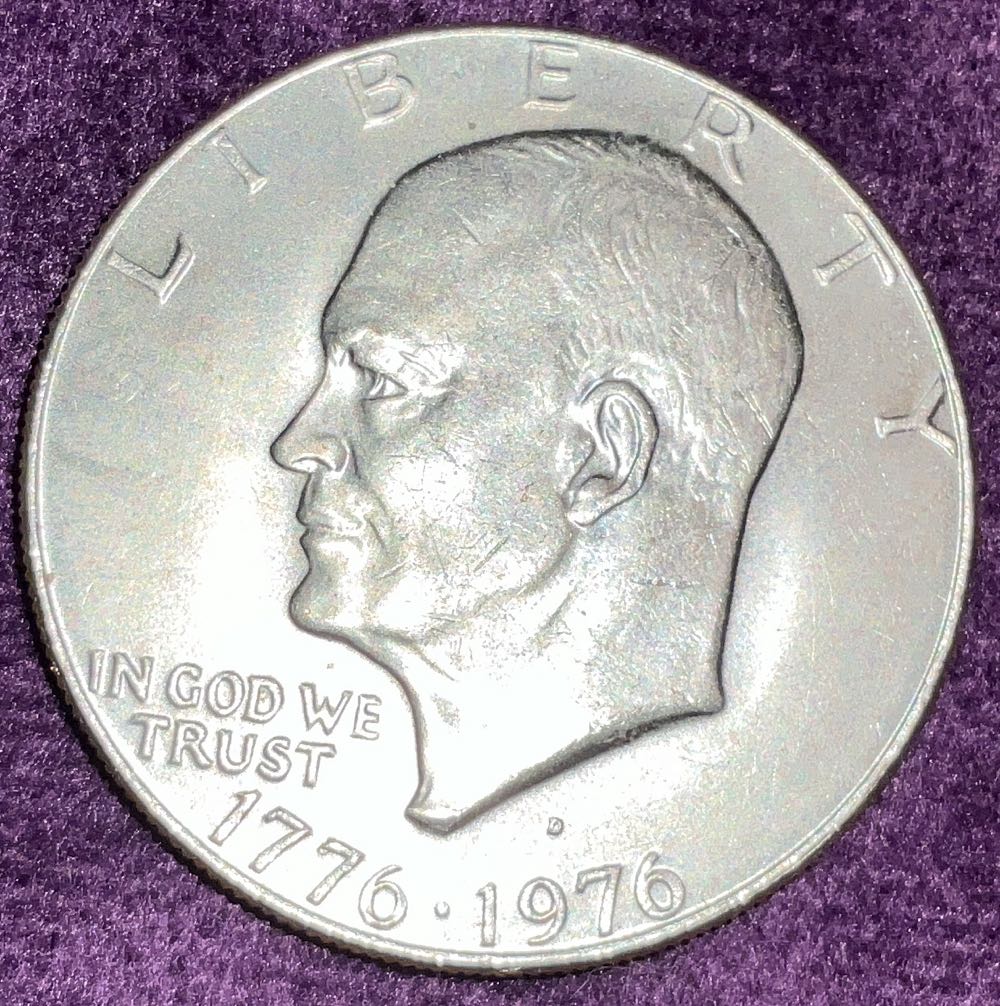 LIBERTY
IN GOD WE
TRUST
D
1776 · 1976